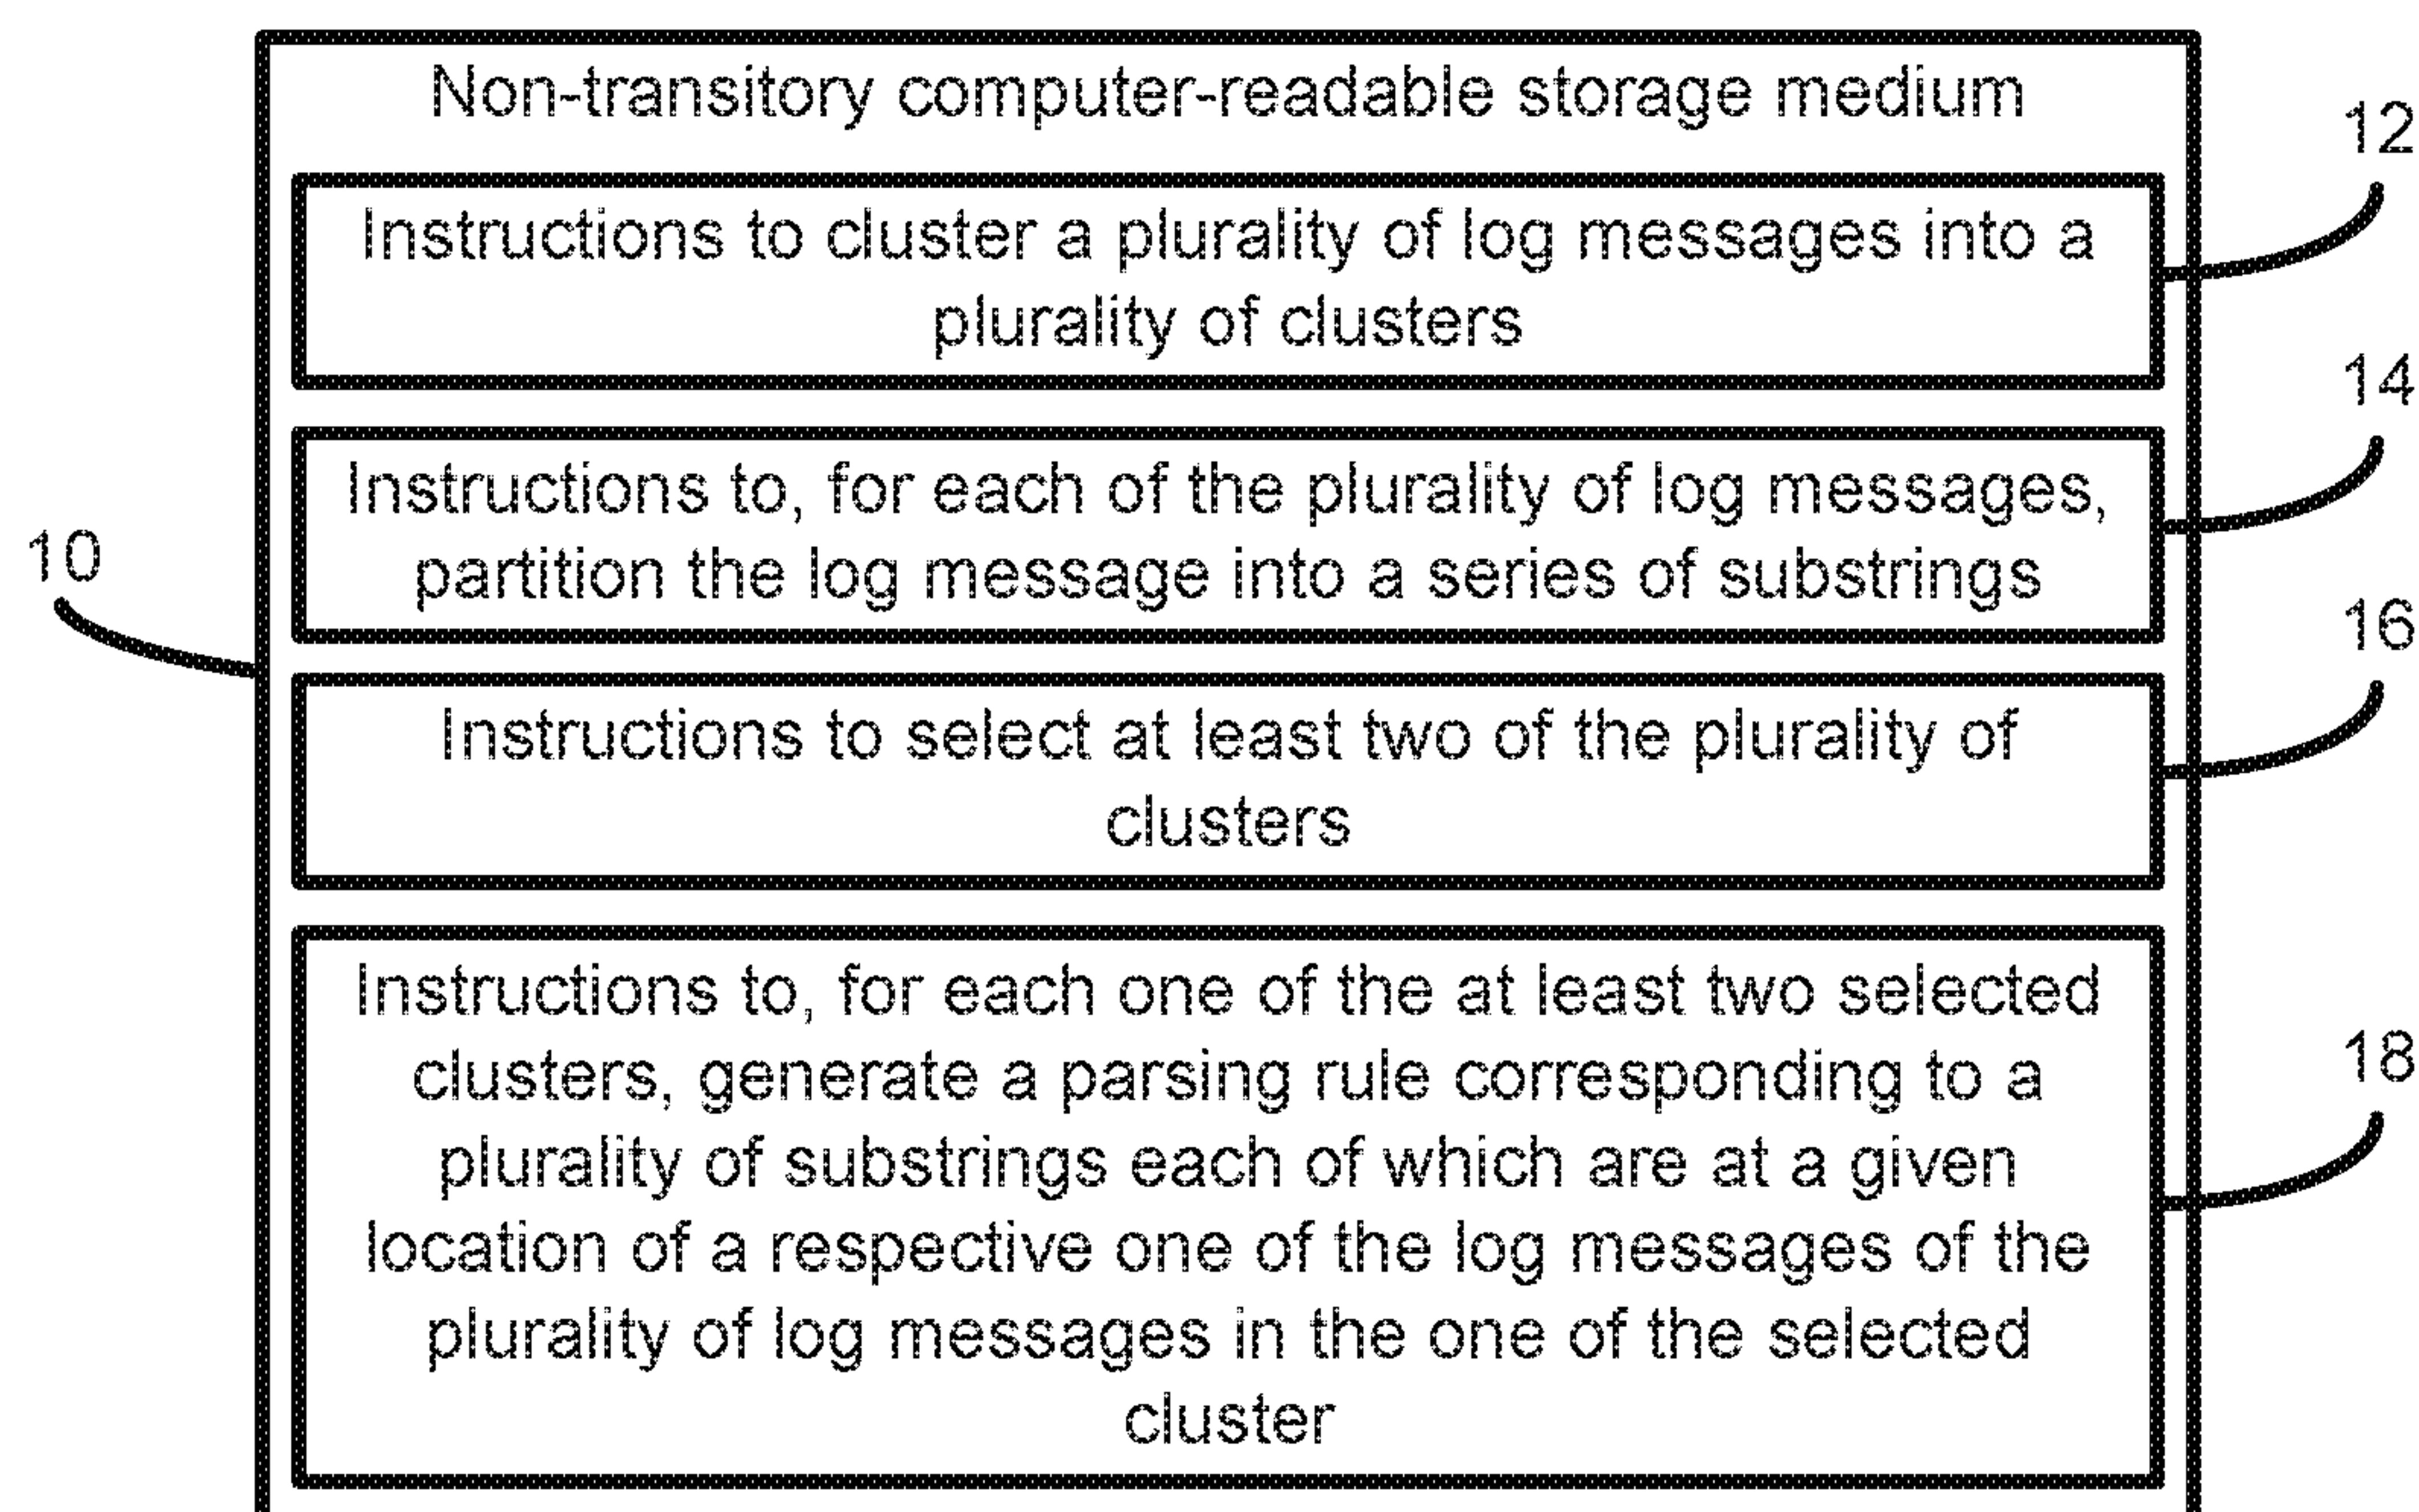 Non-transitory computer-readable storage medium
12
Instructions to cluster a plurality of log messages into a
plurality of clusters
14
Instructions to, for each of the plurality of log messages,
partition the log message into a series of substrings
10
16
Instructions to select at least two of the plurality of
clusters
Instructions to, for each one of the at least two selected
clusters, generate a parsing rule corresponding to a
18
plurality of substrings each of which are at a given
location of a respective one of the log messages of the
plurality of log messages in the one of the selected
cluster